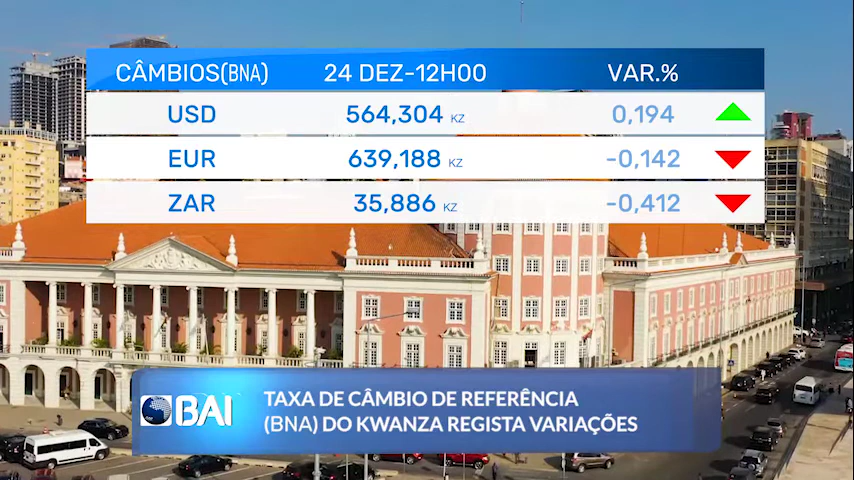 CÂMBIOS(BNA) 24 DEZ-12H00 VAR.%
USD 564,304 KZ 0,194
EUR 639,188 KZ -0,142
ZAR 35,886 KZ -0,412
BAI
TAXA DE CÂMBIO DE REFERÊNCIA
(BNA) DO KWANZA REGISTA VARIAÇÕES